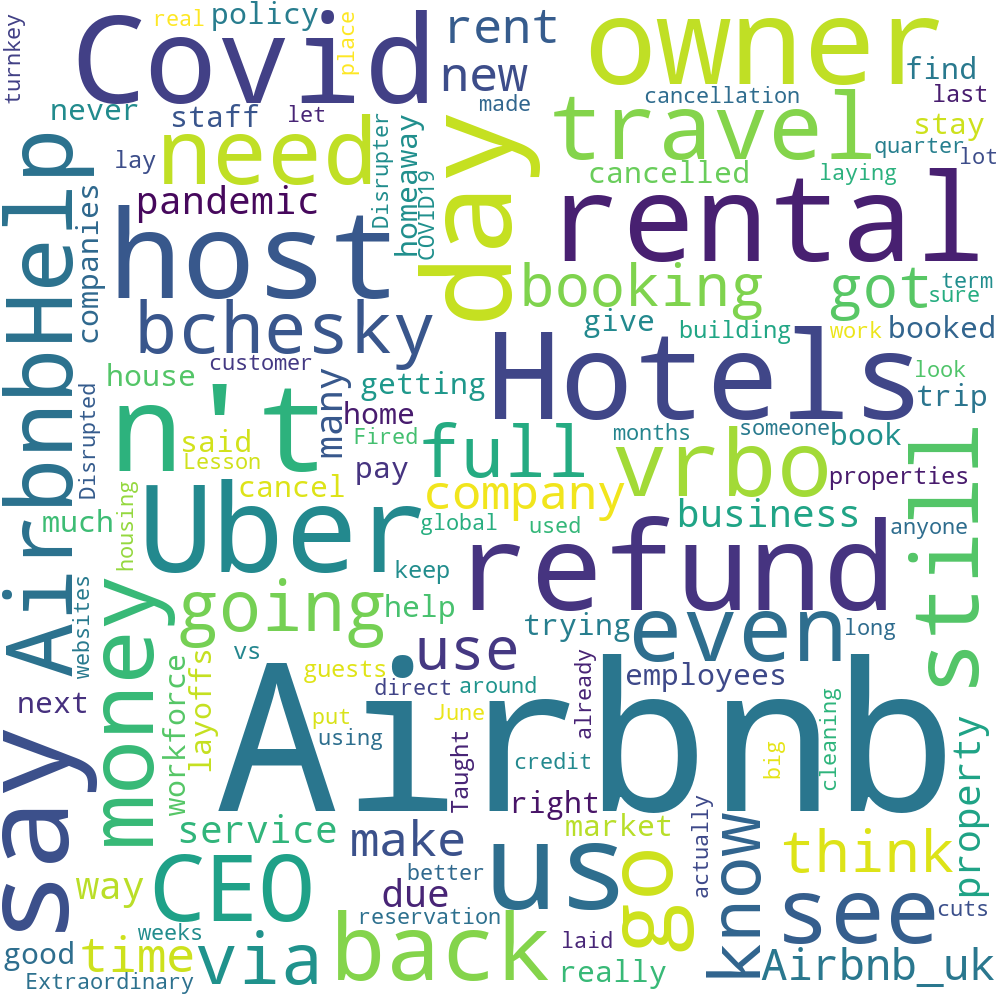 turnkey
real
policy
place
Covid
rent
new
made
owner
find
cancellation
last
never
staff
let
need
lay
Disrupter
homeaway
covid19
day
travel
stay
quarter
lot
cancelled
laying
AirbnbHelp
companies
pandemic
host
rental
bchesky
booking
got
term
sure
give
building
work
booked
Hotels
look
trip
customer
house
many
getting
home
n't
Disrupted
said
Lesson
Fired
pay
full
months
someone
book
vrbo
properties
still
cancel
company
business
anyone
much
housing
Uber
global
used
refund
keep
websites
money
going
help
trying
even
long
vs
workforce
layoffs
guests
use
direct
around
already
employees
next
say
Airbnb
put
using
June
Taught
credit
big
cleaning
property
right
service
make
market
actually
know
think
way
CEO
better
due
us
go
see
cuts
reservation
good
weeks
time
via
back
laid
really
Airbnb_uk
Extraordinary